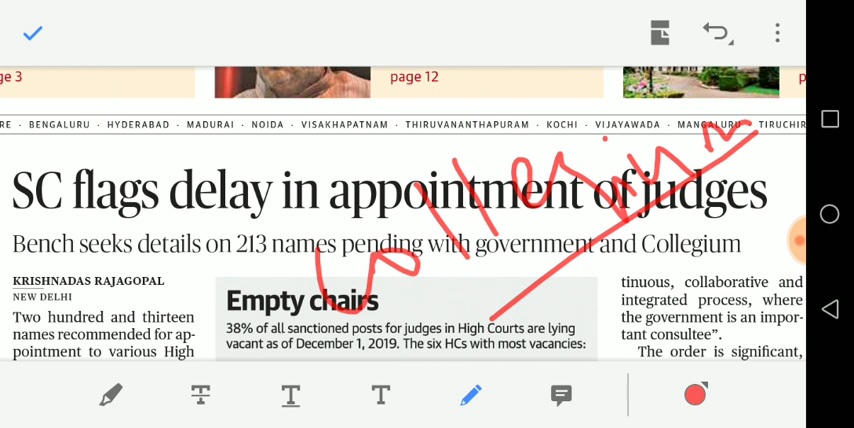 ge 3
page 12
p
RE · BENGALURU · HYDERABAD · MADURAI · NOIDA · VISAKHAPATNAM · THIRUVANANTHAPURAM · KOCHI · VIJAYAWADA · MANGALURU · TIRUCHIR
SC flags delay in appointment of judges
Bench seeks details on 213 names pending with government and Collegium
KRISHNADAS RAJAGOPAL
NEW DELHI
Two hundred and thirteen
names recommended for ap-
pointment to various High
Empty chairs
38% of all sanctioned posts for judges in High Courts are lying
vacant as of December 1, 2019. The six HCs with most vacancies:
tinuous, collaborative and
integrated process, where
the government is an impor-
tant consultee”.
The order is significant,
T
T
T